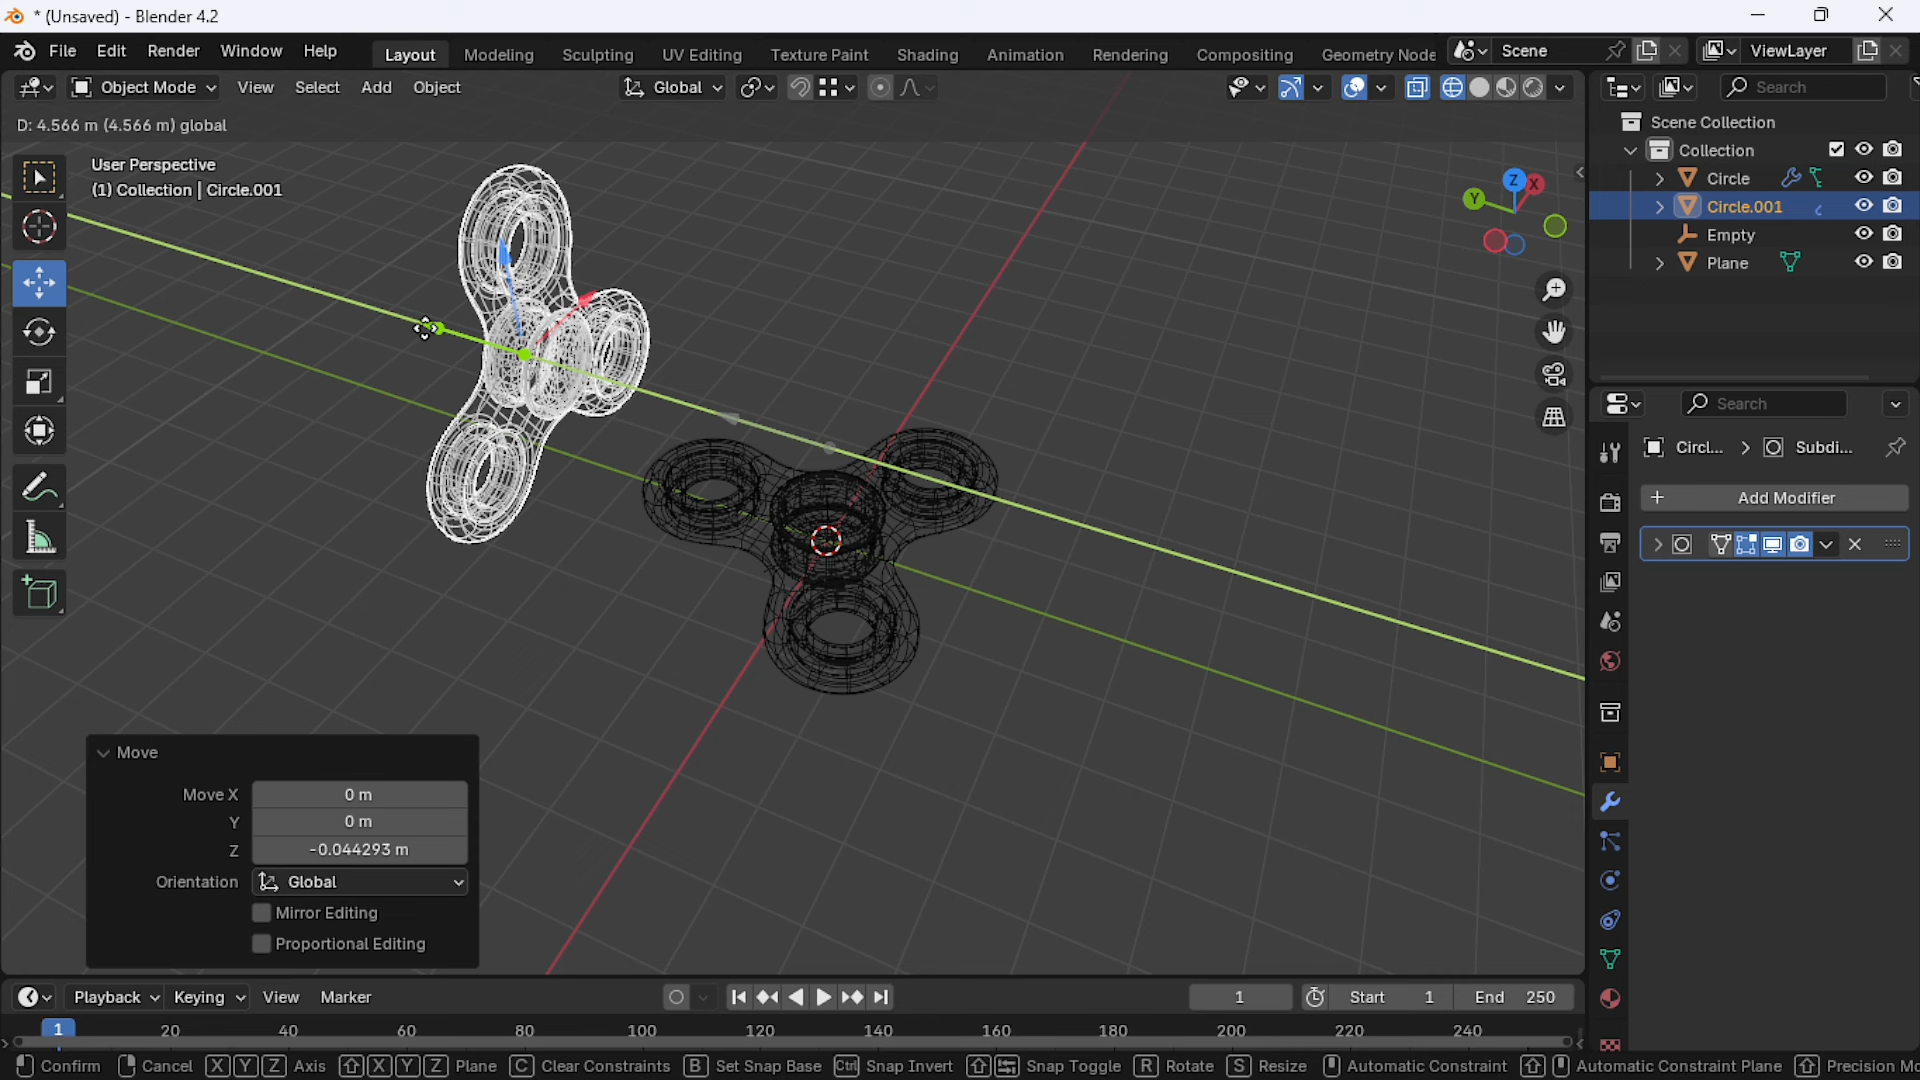 * (Unsaved) - Blender 4.2
File Edit Render Window Help Layout Modeling Sculpting UV Editing Texture Paint Shading Animation Rendering Compositing Geometry Node Scene ViewLayer
Object Mode View Select Add Object Global Search
D: 4.566 m (4.566 m) global
Scene Collection
User Perspective
(1) Collection | Circle.001
Collection
Circle
Circle.001
Empty
Plane
Z X Y
Search
Circl... > Subdi...
+ Add Modifier
Move
Move X 0 m
Y 0 m
Z -0.044293 m
Orientation Global
Mirror Editing
Proportional Editing
Playback Keying View Marker 1 Start 1 End 250
1 20 40 60 80 100 120 140 160 180 200 220 240
Confirm Cancel X Y Z Axis X Y Z Plane C Clear Constraints B Set Snap Base Ctrl Snap Invert Snap Toggle R Rotate S Resize Automatic Constraint Automatic Constraint Plane Precision Mo